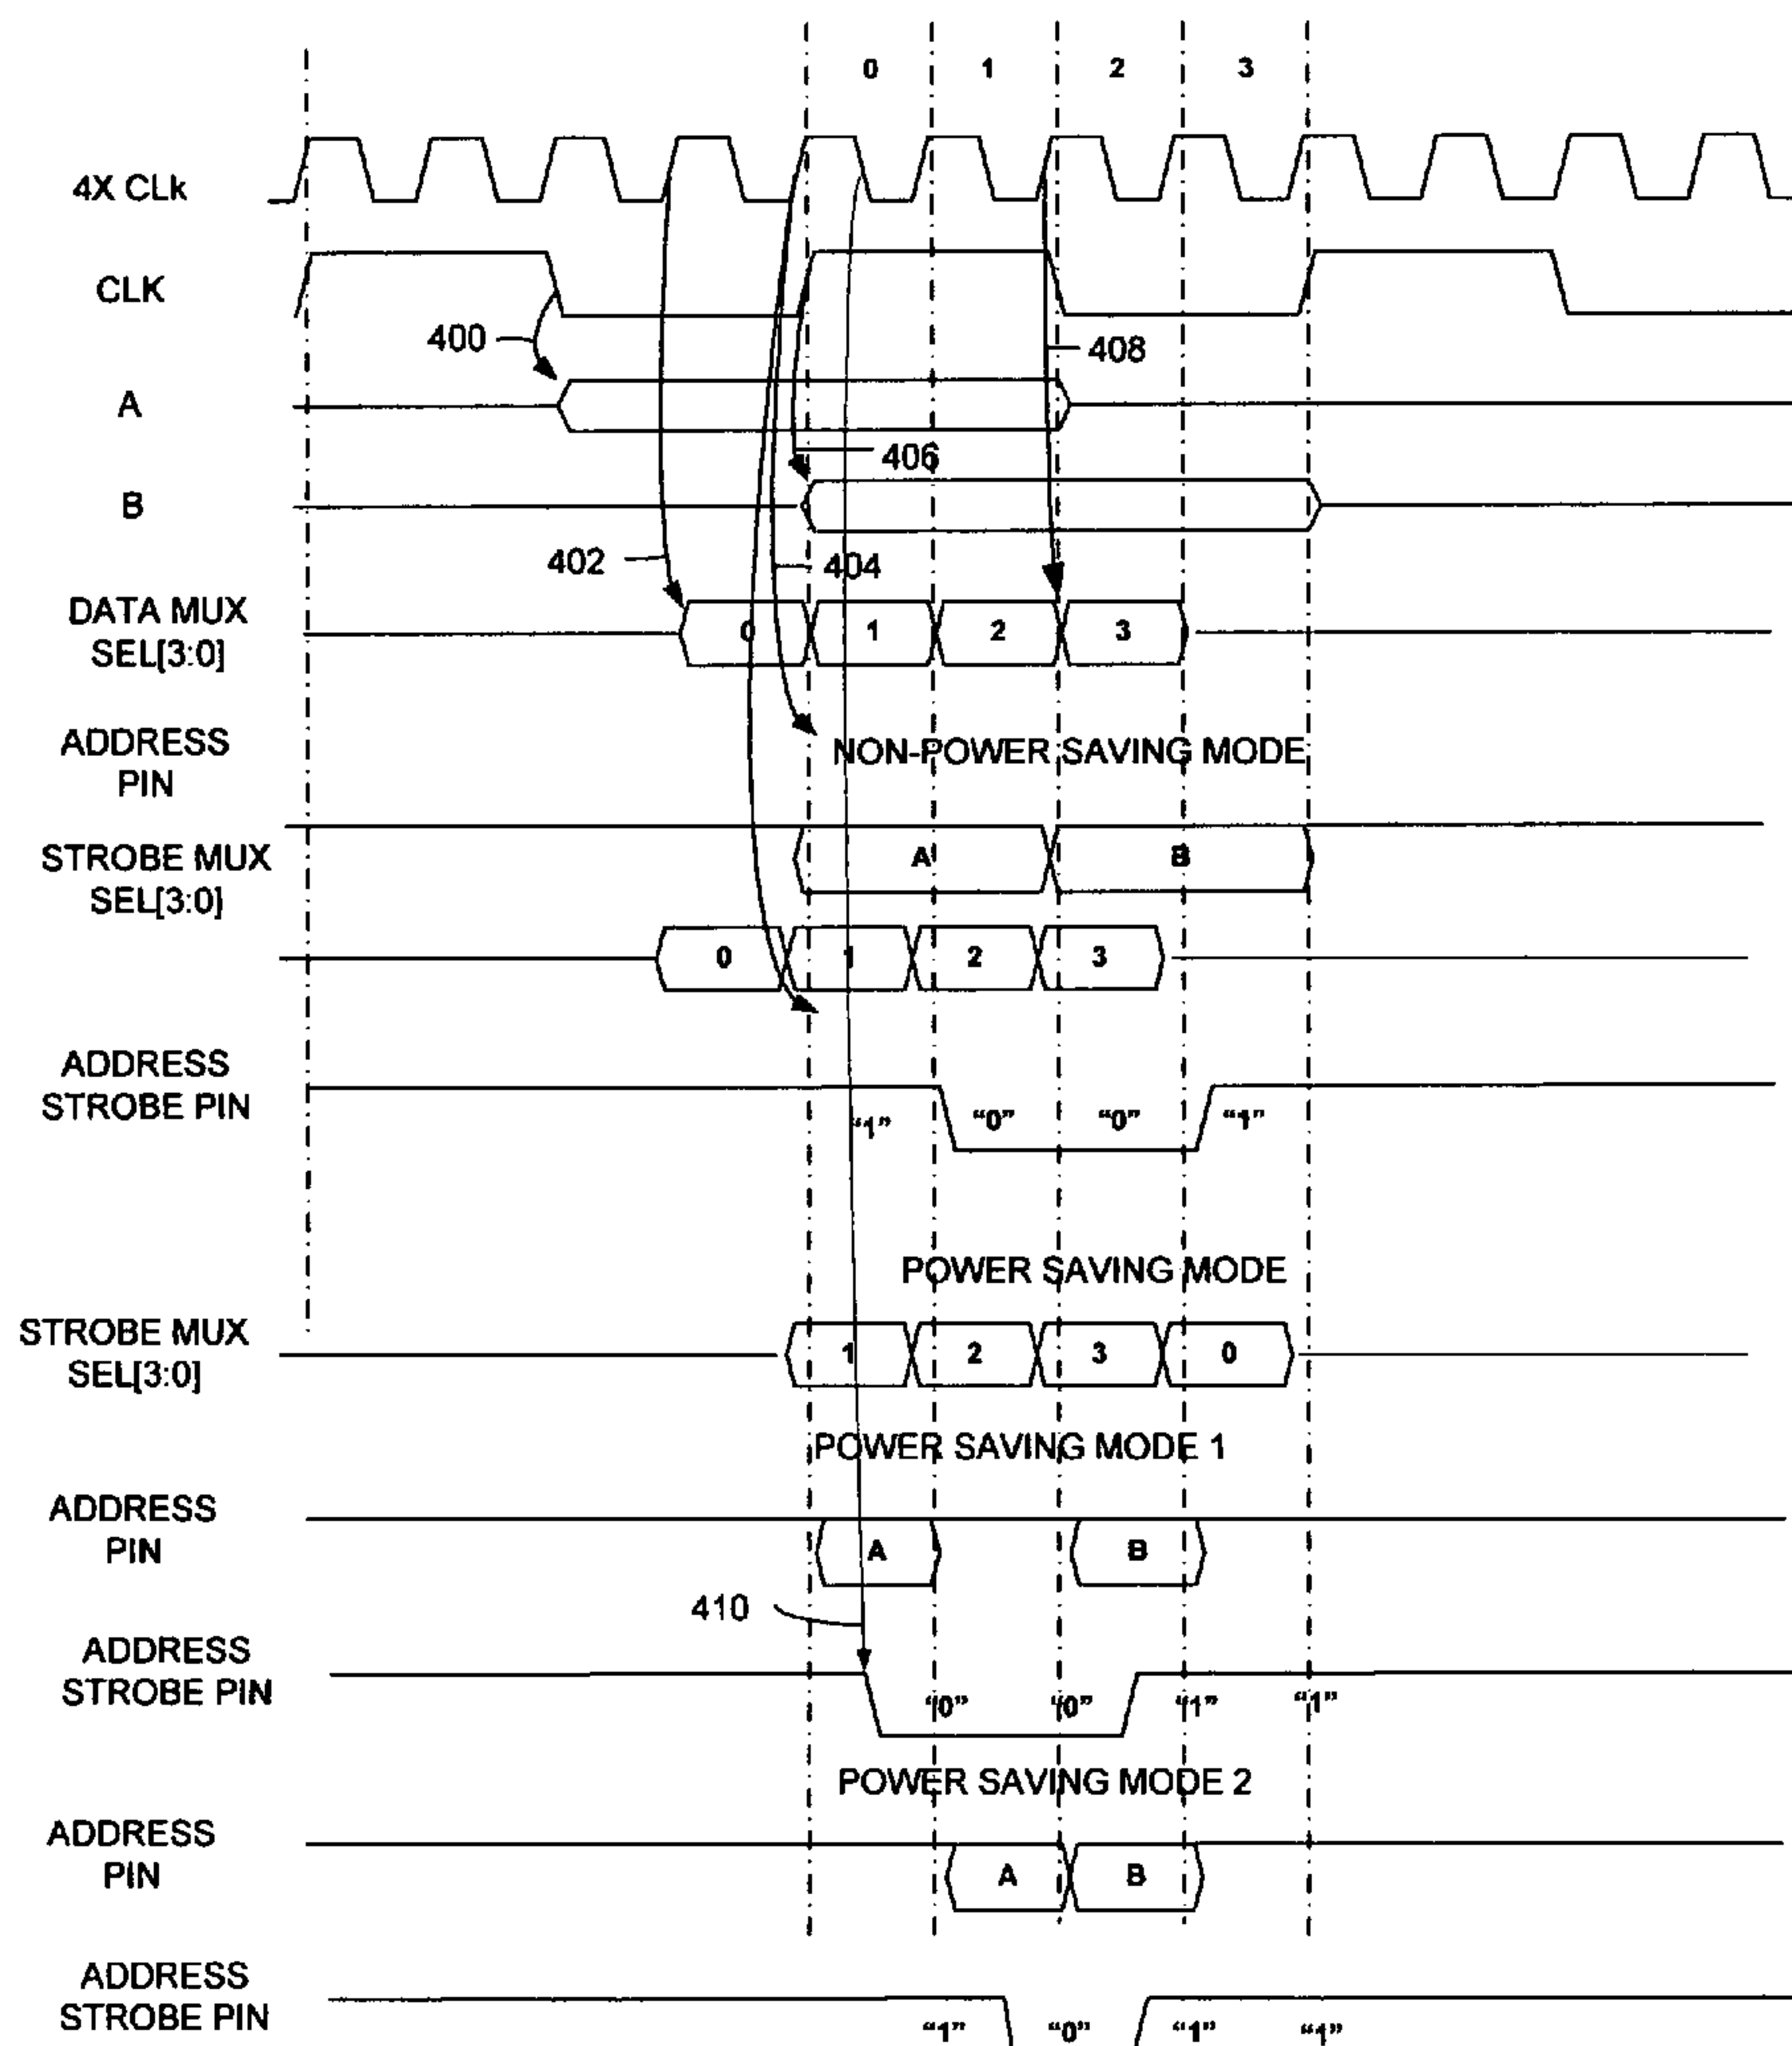 0 1 2 3
4X CLk
CLK
400
408
A
406
B
402
404
DATA MUX
SEL[3:0]
0 1 2 3
ADDRESS
PIN
NON-POWER SAVING MODE
STROBE MUX
SEL[3:0]
A B
0 1 2 3
ADDRESS
STROBE PIN
“1” “0” “0” “1”
POWER SAVING MODE
STROBE MUX
SEL[3:0]
1 2 3 0
POWER SAVING MODE 1
ADDRESS
PIN
A B
410
ADDRESS
STROBE PIN
“0” “0” “1” “1”
POWER SAVING MODE 2
ADDRESS
PIN
A B
ADDRESS
STROBE PIN
“1” “0” “1” “1”